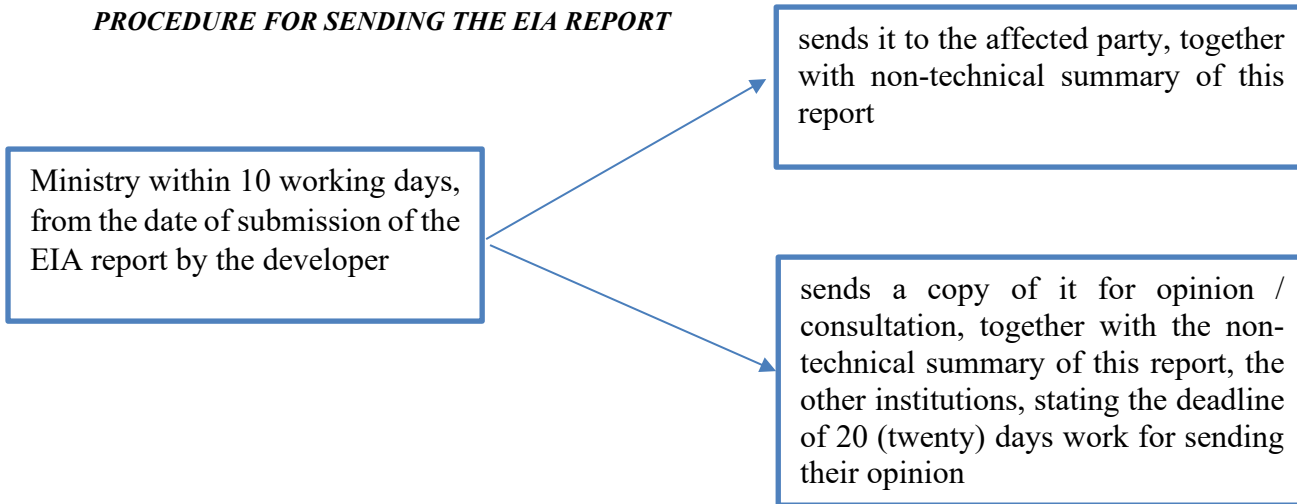 PROCEDURE FOR SENDING THE EIA REPORT
Ministry within 10 working days,
from the date of submission of the
EIA report by the developer
sends it to the affected party, together
with non-technical summary of this
report
sends a copy of it for opinion /
consultation, together with the non-
technical summary of this report, the
other institutions, stating the deadline
of 20 (twenty) days work for sending
their opinion